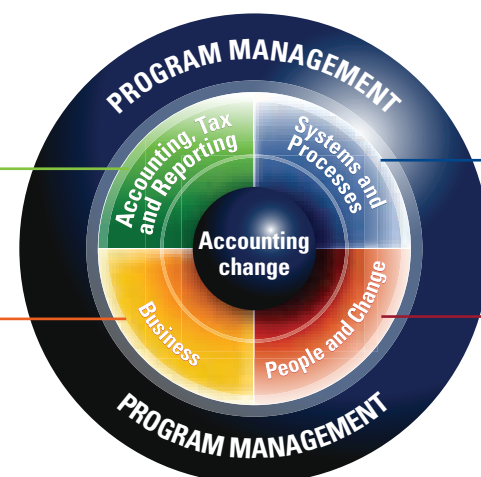 PROGRAM MANAGEMENT
Accounting, Tax
and Reporting
Systems and
Processes
Accounting
change
Business
People and Change
PROGRAM MANAGEMENT